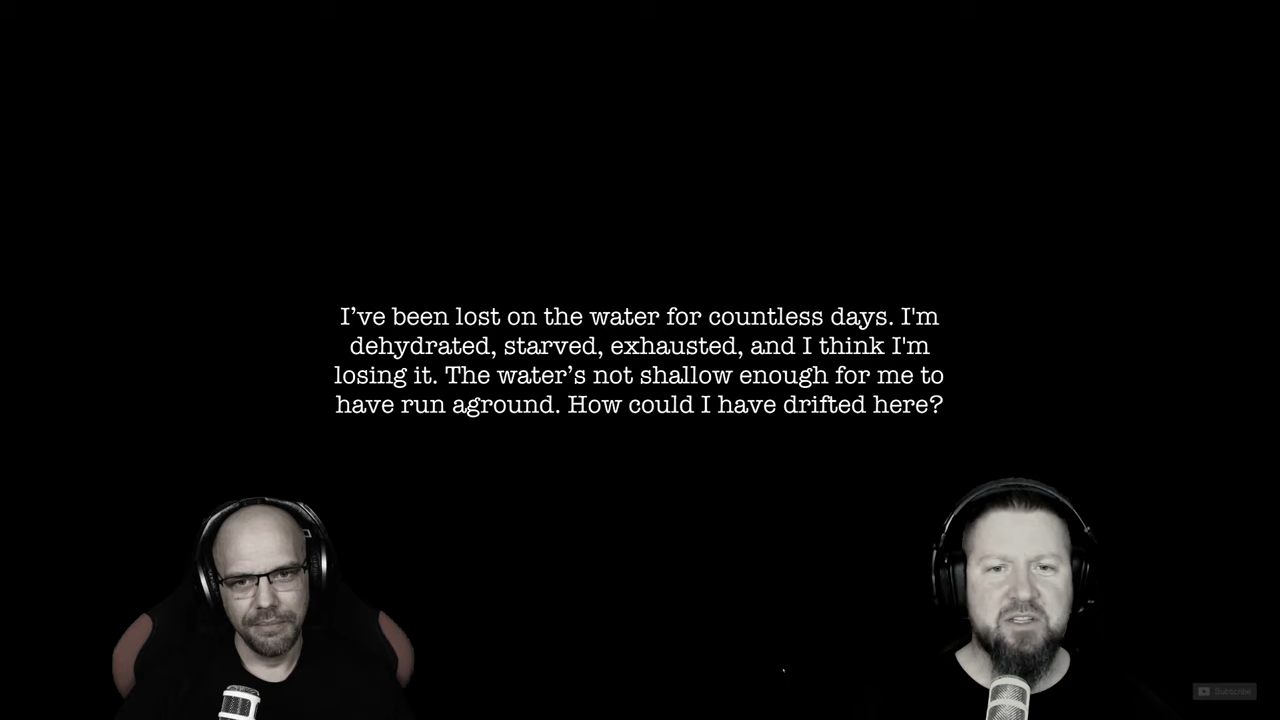 I’ve been lost on the water for countless days. I'm
dehydrated, starved, exhausted, and I think I'm
losing it. The water’s not shallow enough for me to
have run aground. How could I have drifted here?
Subscribe